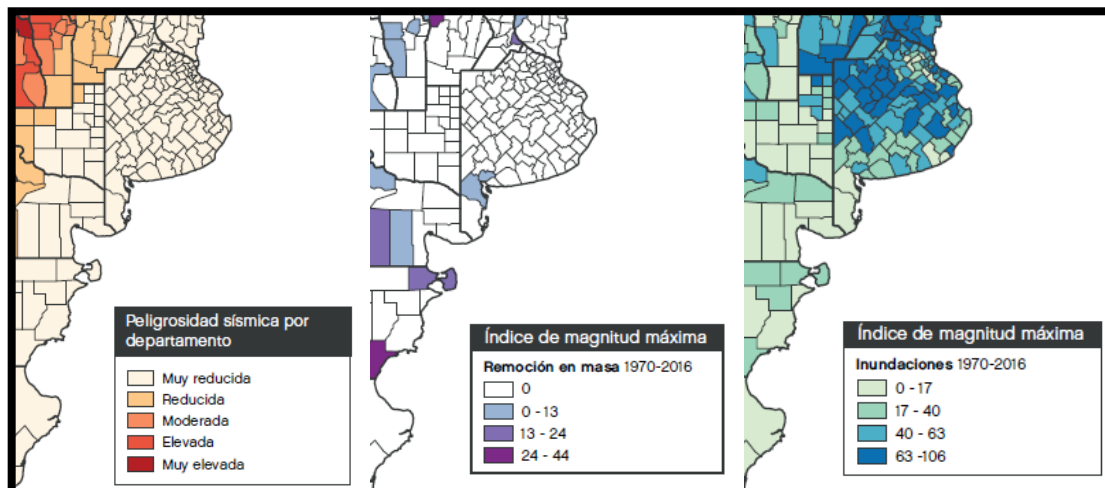 Peligrosidad sísmica por
departamento
Muy reducida
Reducida
Moderada
Elevada
Muy elevada
Índice de magnitud máxima
Remoción en masa 1970-2016
0
0 - 13
13 - 24
24 - 44
Índice de magnitud máxima
Inundaciones 1970-2016
0 - 17
17 - 40
40 - 63
63 -106